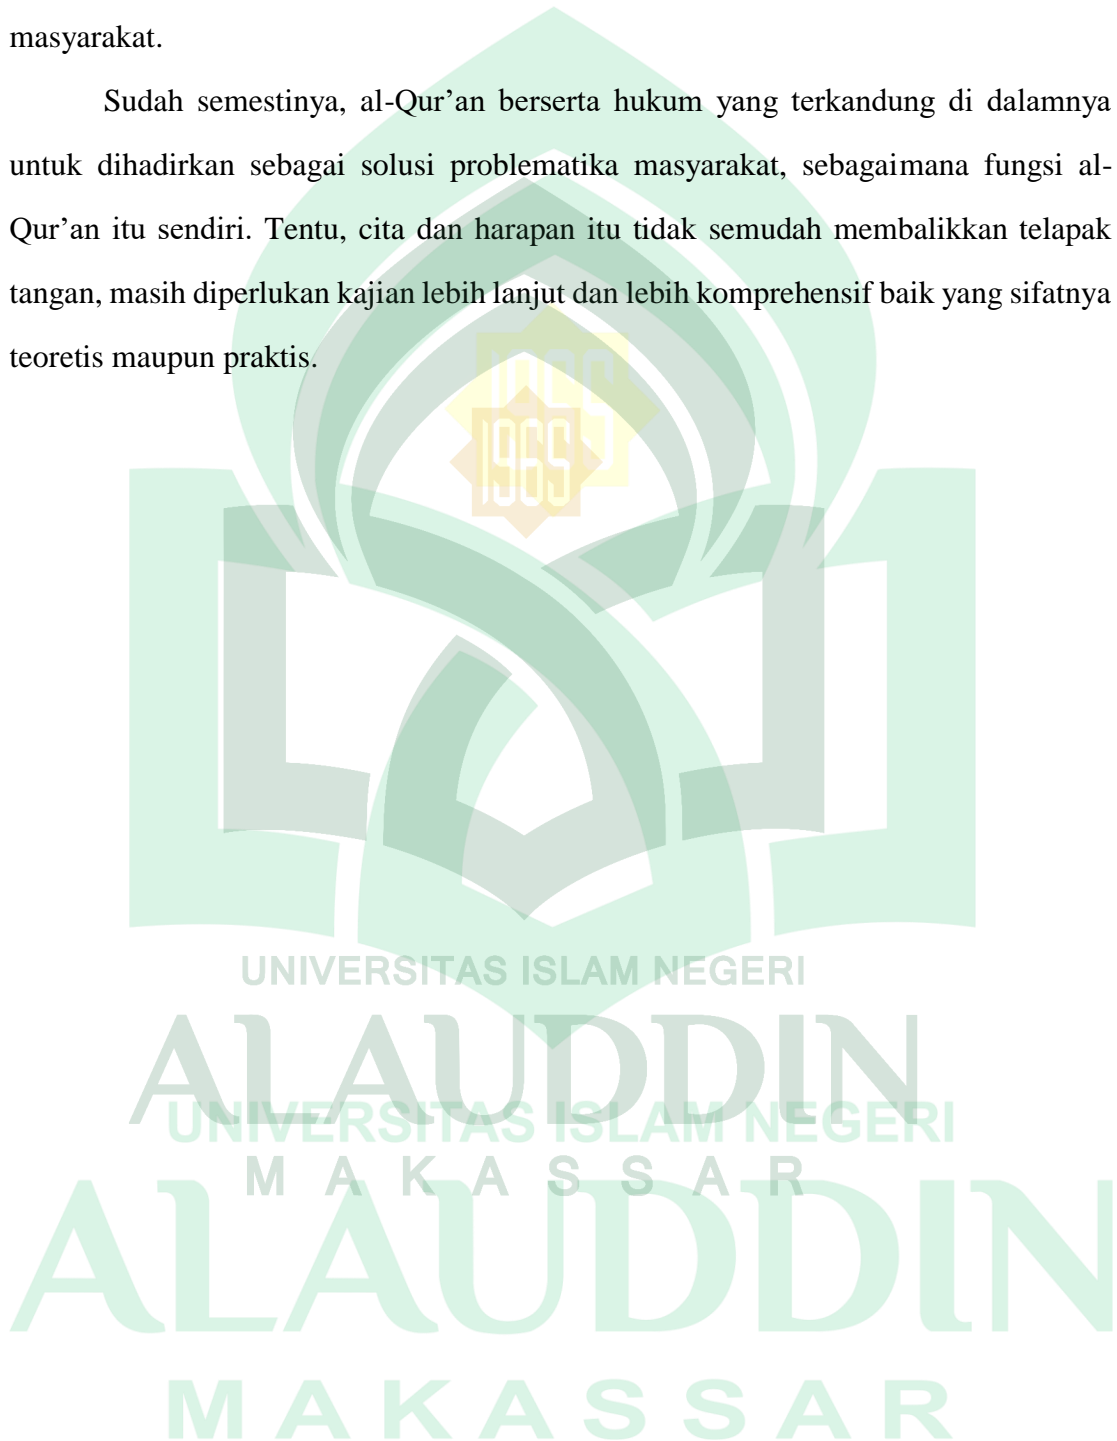 masyarakat.
Sudah semestinya, al-Qur’an berserta hukum yang terkandung di dalamnya
untuk dihadirkan sebagai solusi problematika masyarakat, sebagaimana fungsi al-
Qur’an itu sendiri. Tentu, cita dan harapan itu tidak semudah membalikkan telapak
tangan, masih diperlukan kajian lebih lanjut dan lebih komprehensif baik yang sifatnya
teoretis maupun praktis.
1965
1965
UNIVERSITAS ISLAM NEGERI
ALAUDDIN
UNIVERSITAS ISLAM NEGERI
MAKASSAR
ALAUDDIN
MAKASSAR